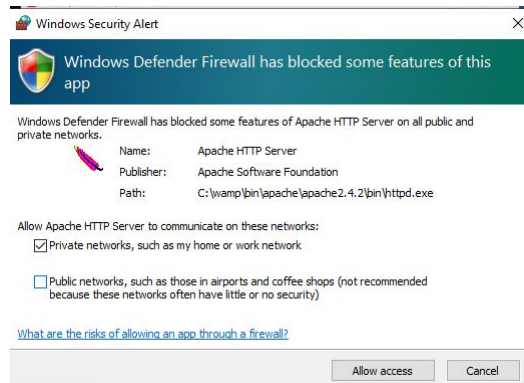 Windows Security Alert
Windows Defender Firewall has blocked some features of this
app
Windows Defender Firewall has blocked some features of Apache HTTP Server on all public and
private networks.
Name: Apache HTTP Server
Publisher: Apache Software Foundation
Path: C:\wamp\bin\apache\apache2.4.2\bin\httpd.exe
Allow Apache HTTP Server to communicate on these networks:
Private networks, such as my home or work network
Public networks, such as those in airports and coffee shops (not recommended
because these networks often have little or no security)
What are the risks of allowing an app through a firewall?
Allow access Cancel